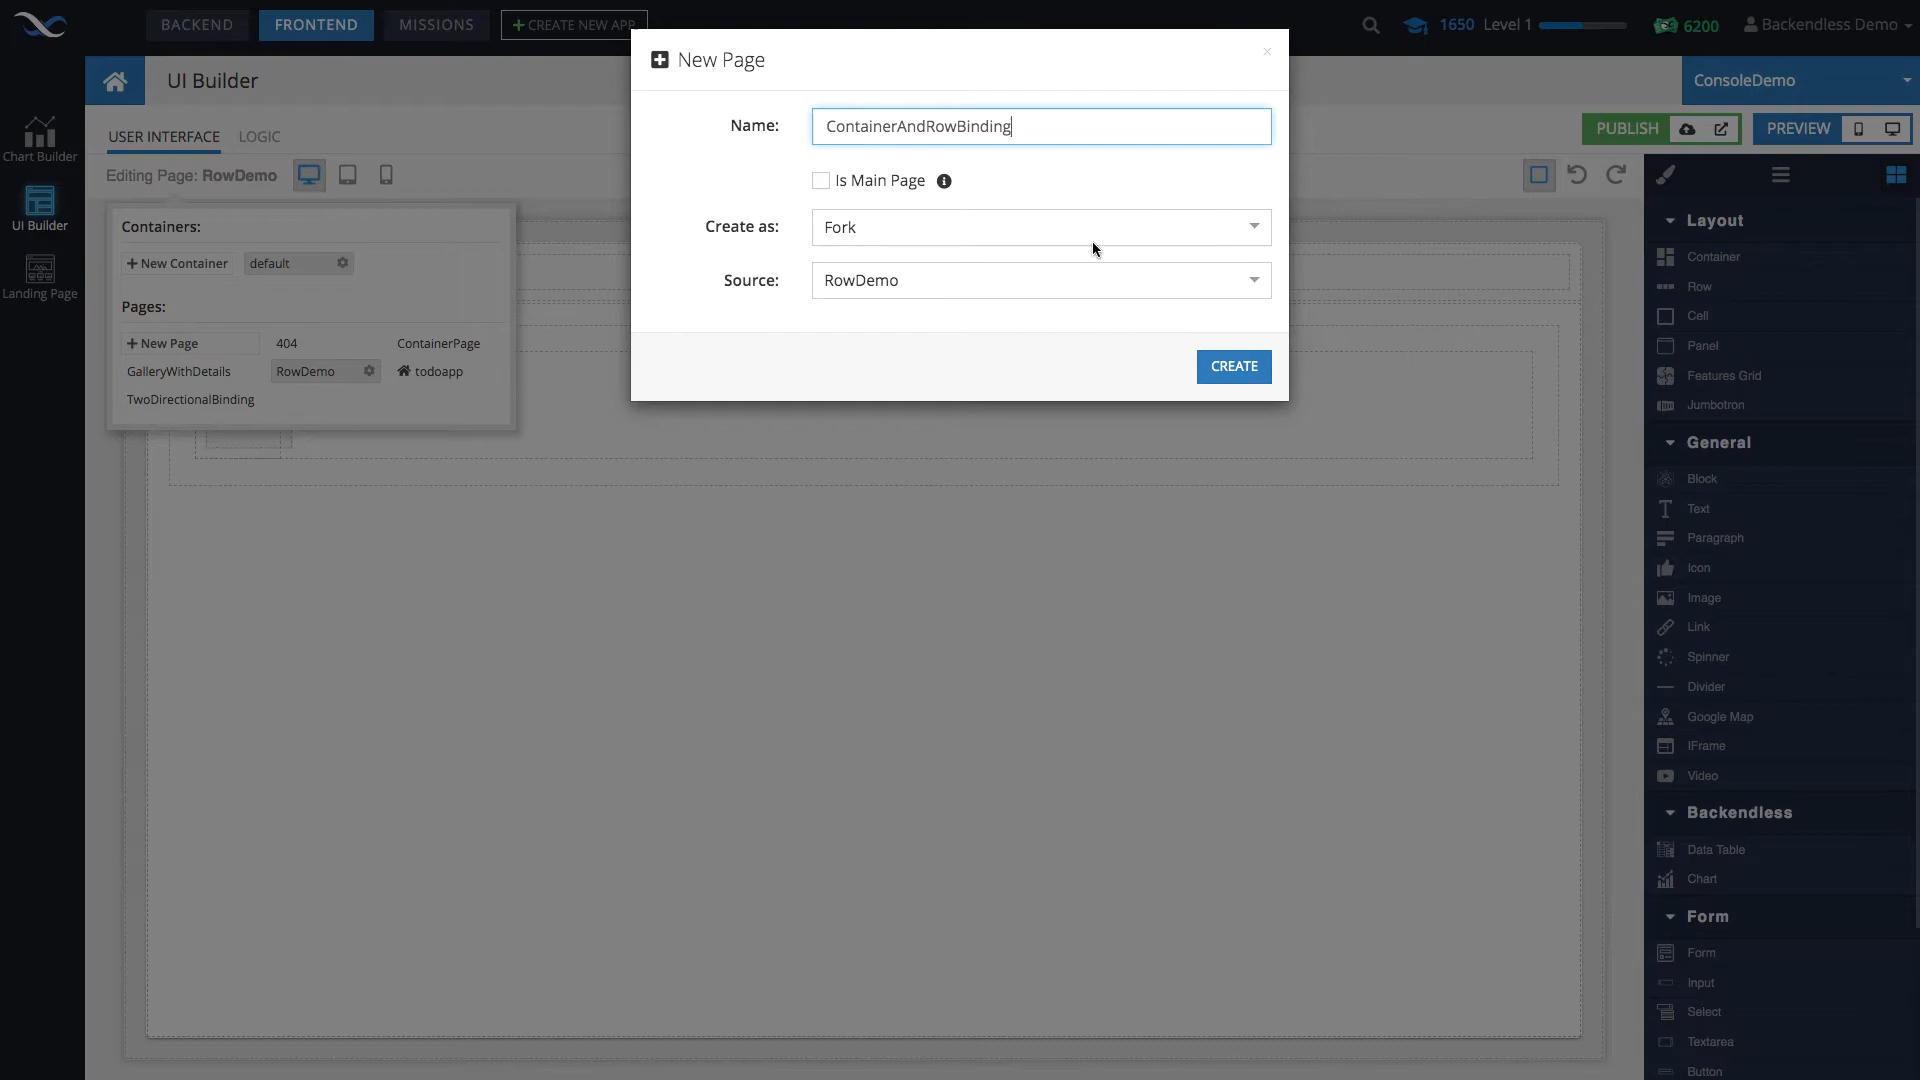 BACKEND
FRONTEND
MISSIONS
CREATE NEW APP
1650 Level 1
6200
Backendless Demo
UI Builder
ConsoleDemo
New Page
×
Name:
ContainerAndRowBinding
Is Main Page
Create as:
Fork
Source:
RowDemo
CREATE
Chart Builder
UI Builder
Landing Page
USER INTERFACE
LOGIC
PUBLISH
PREVIEW
Editing Page: RowDemo
Containers:
New Container
default
Pages:
New Page
404
ContainerPage
GalleryWithDetails
RowDemo
todoapp
TwoDirectionalBinding
Layout
Container
Row
Cell
Panel
Features Grid
Jumbotron
General
Block
Text
Paragraph
Icon
Image
Link
Spinner
Divider
Google Map
IFrame
Video
Backendless
Data Table
Chart
Form
Form
Input
Select
Textarea
Button